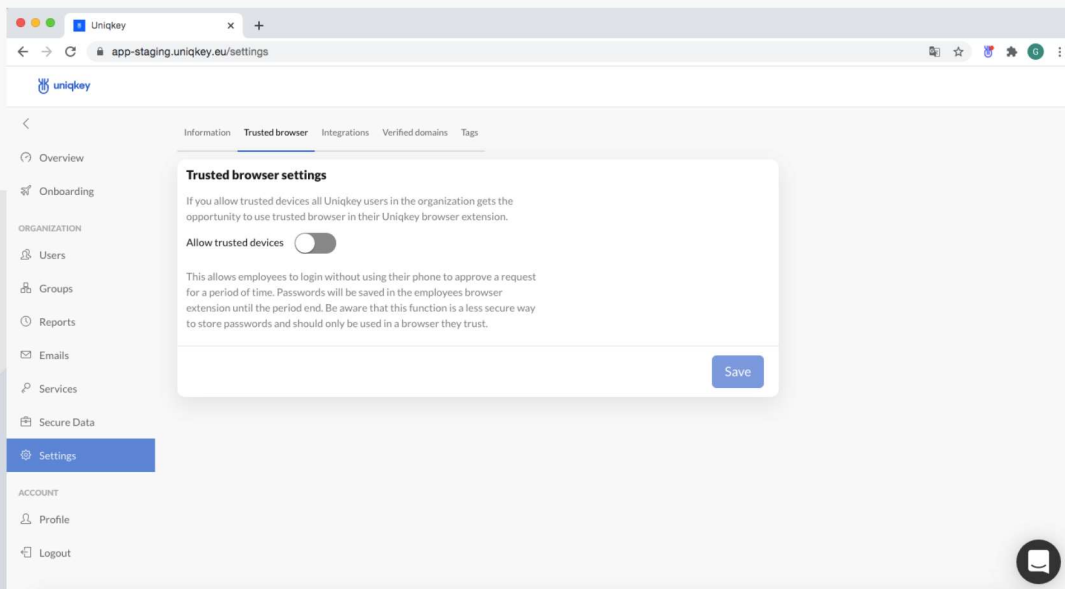 Uniqkey
app-staging.uniqkey.eu/settings
G
uniqkey
Information Trusted browser Integrations Verified domains Tags
Overview
Onboarding
ORGANIZATION
Users
Groups
Reports
Emails
Services
Secure Data
Settings
ACCOUNT
Profile
Logout
Trusted browser settings
If you allow trusted devices all Uniqkey users in the organization gets the
opportunity to use trusted browser in their Uniqkey browser extension.
Allow trusted devices
This allows employees to login without using their phone to approve a request
for a period of time. Passwords will be saved in the employees browser
extension until the period end. Be aware that this function is a less secure way
to store passwords and should only be used in a browser they trust.
Save